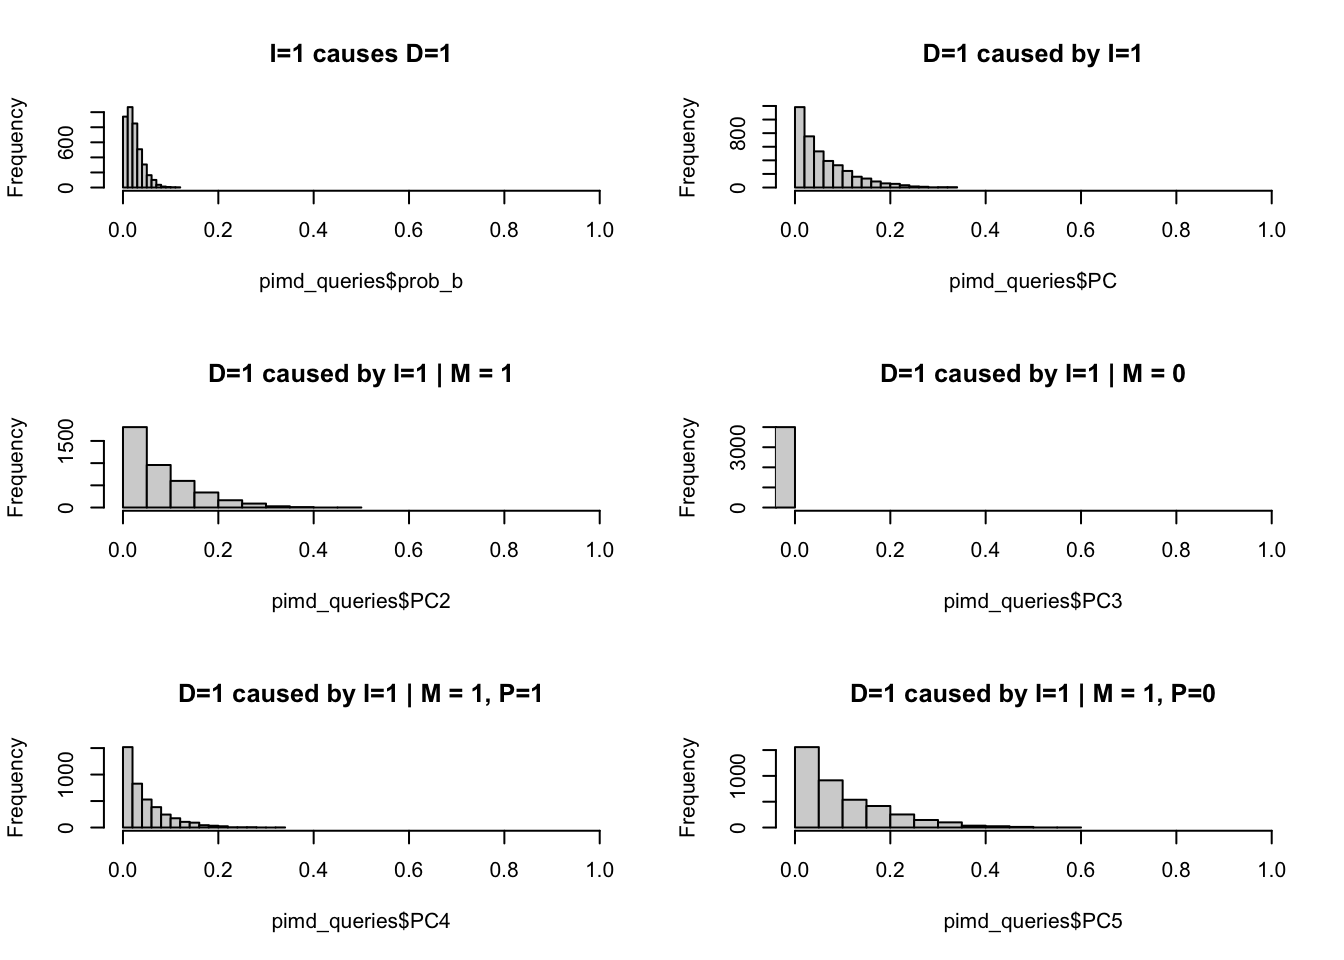 I=1 causes D=1
Frequency
600
0
0.0 0.2 0.4 0.6 0.8 1.0
pimd_queries$prob_b
D=1 caused by I=1
Frequency
800
0
0.0 0.2 0.4 0.6 0.8 1.0
pimd_queries$PC
D=1 caused by I=1 | M = 1
Frequency
1500
0
0.0 0.2 0.4 0.6 0.8 1.0
pimd_queries$PC2
D=1 caused by I=1 | M = 0
Frequency
3000
0
0.0 0.2 0.4 0.6 0.8 1.0
pimd_queries$PC3
D=1 caused by I=1 | M = 1, P=1
Frequency
1000
0
0.0 0.2 0.4 0.6 0.8 1.0
pimd_queries$PC4
D=1 caused by I=1 | M = 1, P=0
Frequency
1000
0
0.0 0.2 0.4 0.6 0.8 1.0
pimd_queries$PC5